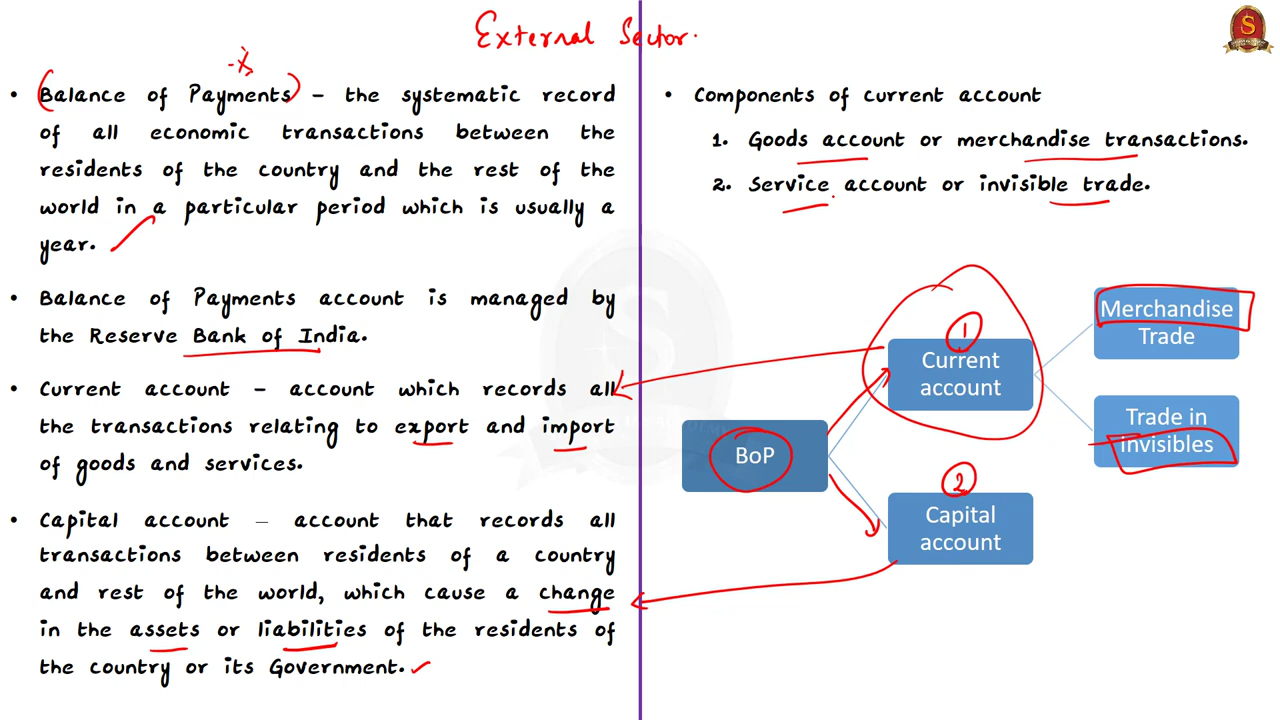 External Sector.
• Balance of Payments – the systematic record
of all economic transactions between the
residents of the country and the rest of the
world in a particular period which is usually a
year.
• Balance of Payments account is managed by
the Reserve Bank of India.
• Current account – account which records all
the transactions relating to export and import
of goods and services.
• Capital account – account that records all
transactions between residents of a country
and rest of the world, which cause a change
in the assets or liabilities of the residents of
the country or its Government.
• Components of current account
1. Goods account or merchandise transactions.
2. Service account or invisible trade.
BoP
1
Current
account
2
Capital
account
Merchandise
Trade
Trade in
invisibles
S